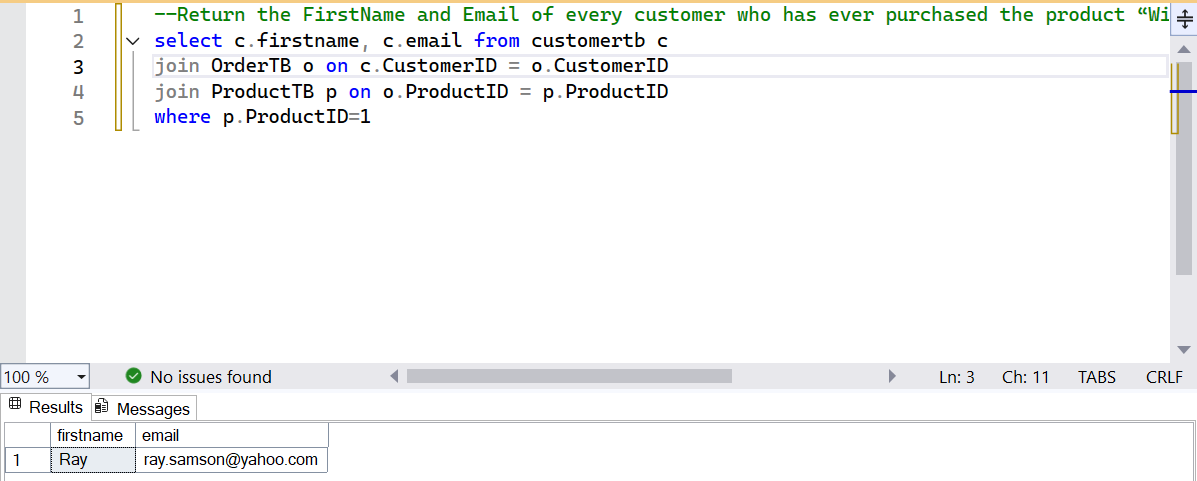 1 --Return the FirstName and Email of every customer who has ever purchased the product “Wi
2 select c.firstname, c.email from customertb c
3 join OrderTB o on c.CustomerID = o.CustomerID
4 join ProductTB p on o.ProductID = p.ProductID
5 where p.ProductID=1
100 % No issues found Ln: 3 Ch: 11 TABS CRLF
Results Messages
firstname email
1 Ray ray.samson@yahoo.com